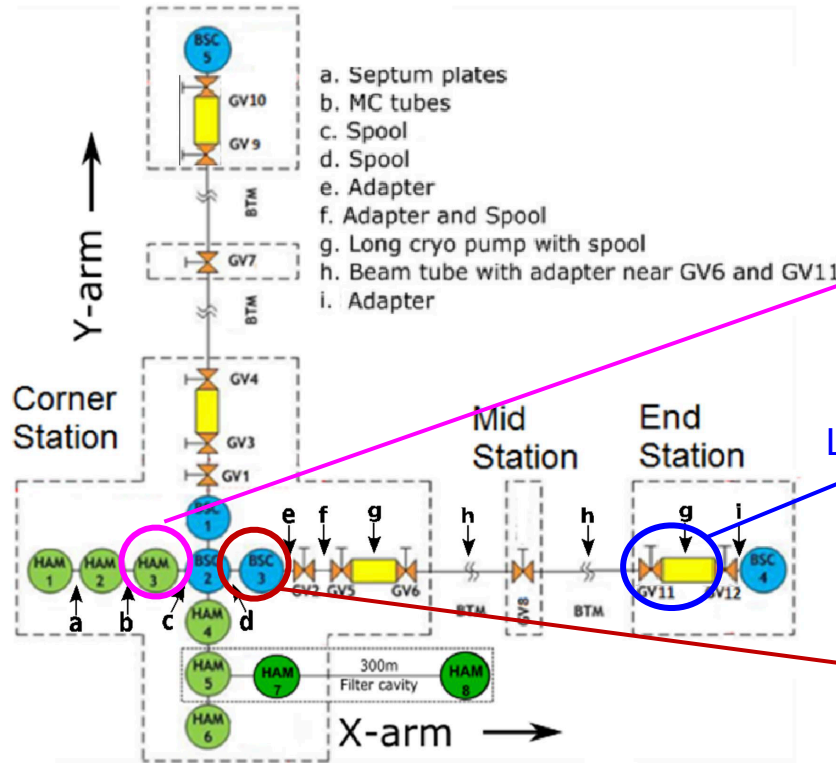 BSC
5
GV10
GV9
BTM
Y-arm
GV7
BTM
a. Septum plates
b. MC tubes
c. Spool
d. Spool
e. Adapter
f. Adapter and Spool
g. Long cryo pump with spool
h. Beam tube with adapter near GV6 and GV11
i. Adapter
GV4
GV3
GV1
Corner
Station
Mid
Station
End
Station
L
BSC
1
e
f
g
h
h
g
i
HAM
1
HAM
2
HAM
3
BSC
2
BSC
3
GV2
GV5
GV6
BTM
GV8
BTM
GV11
GV12
BSC
4
a
b
c
d
HAM
4
HAM
5
HAM
7
300m
Filter cavity
HAM
8
HAM
6
X-arm